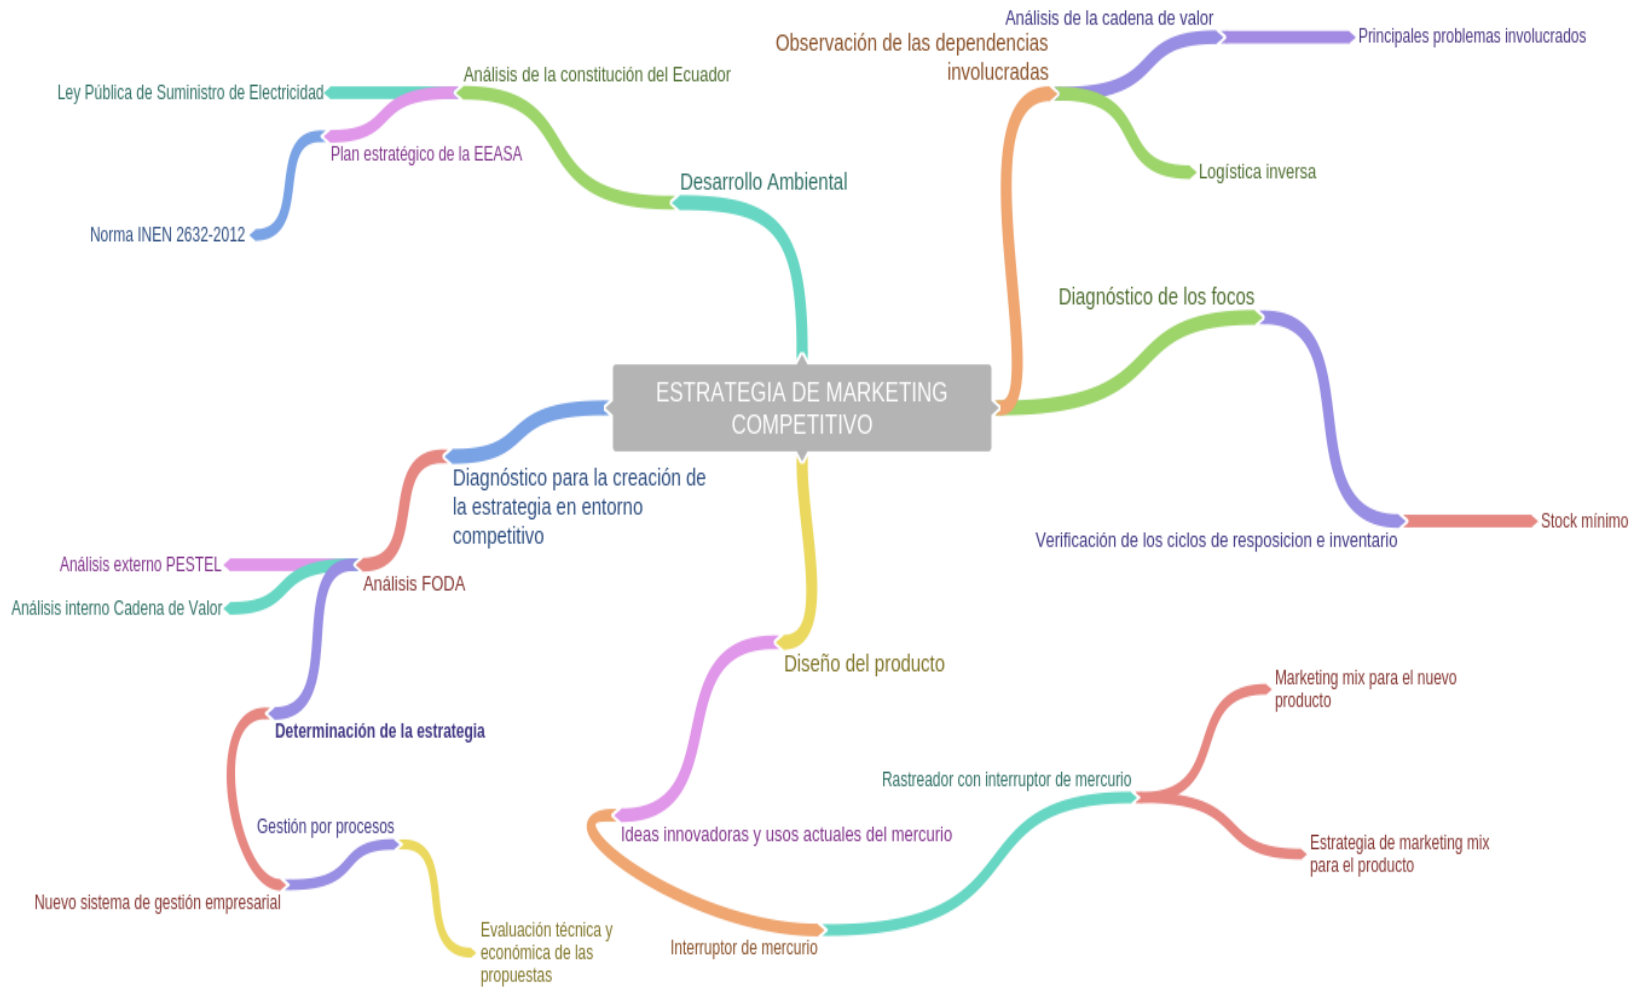 Análisis de la cadena de valor
Principales problemas involucrados
Observación de las dependencias
involucradas
Logística inversa
Análisis de la constitución del Ecuador
Ley Pública de Suministro de Electricidad
Plan estratégico de la EEASA
Norma INEN 2632-2012
Desarrollo Ambiental
Diagnóstico de los focos
ESTRATEGIA DE MARKETING
COMPETITIVO
Diagnóstico para la creación de
la estrategia en entorno
competitivo
Verificación de los ciclos de resposicion e inventario
Stock mínimo
Análisis externo PESTEL
Análisis FODA
Análisis interno Cadena de Valor
Diseño del producto
Marketing mix para el nuevo
producto
Determinación de la estrategia
Rastreador con interruptor de mercurio
Gestión por procesos
Ideas innovadoras y usos actuales del mercurio
Estrategia de marketing mix
para el producto
Nuevo sistema de gestión empresarial
Evaluación técnica y
económica de las
propuestas
Interruptor de mercurio